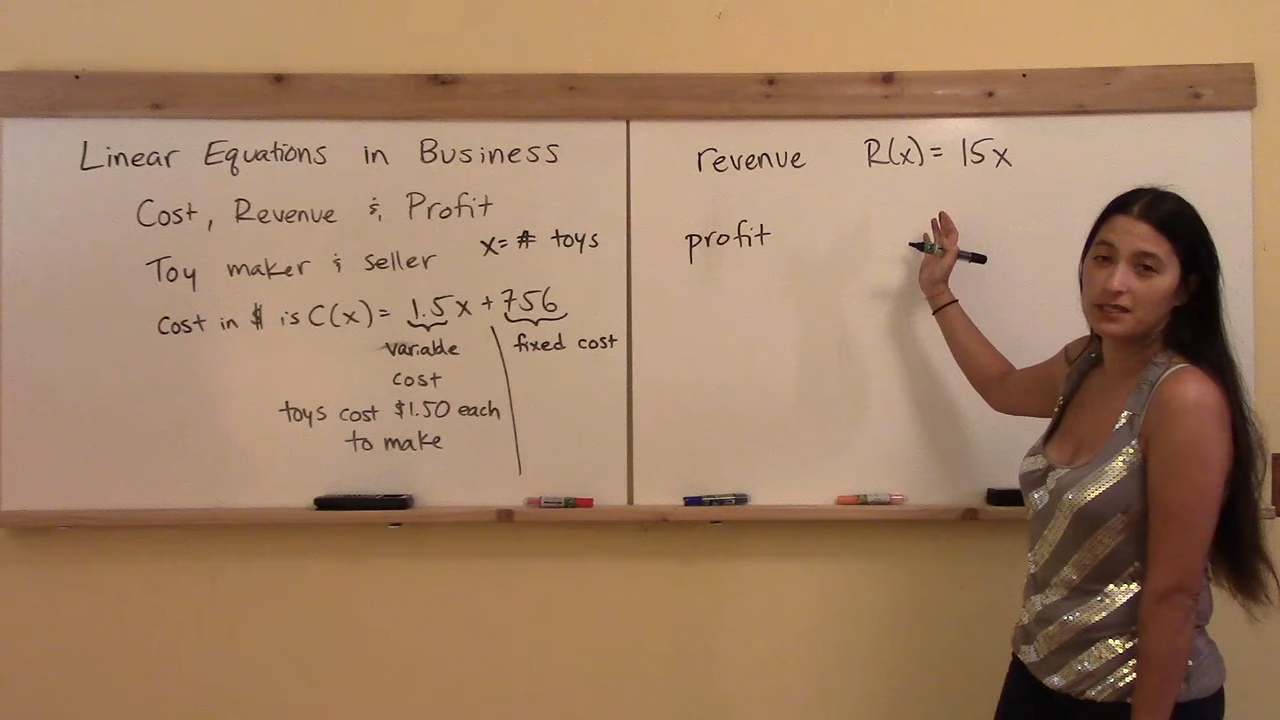 Linear Equations in Business
Cost, Revenue & Profit
x = # toys
Toy maker & seller
cost in $ is C(x) = 1.5x + 756
variable
cost
fixed cost
toys cost $1.50 each
to make
revenue R(x) = 15x
profit